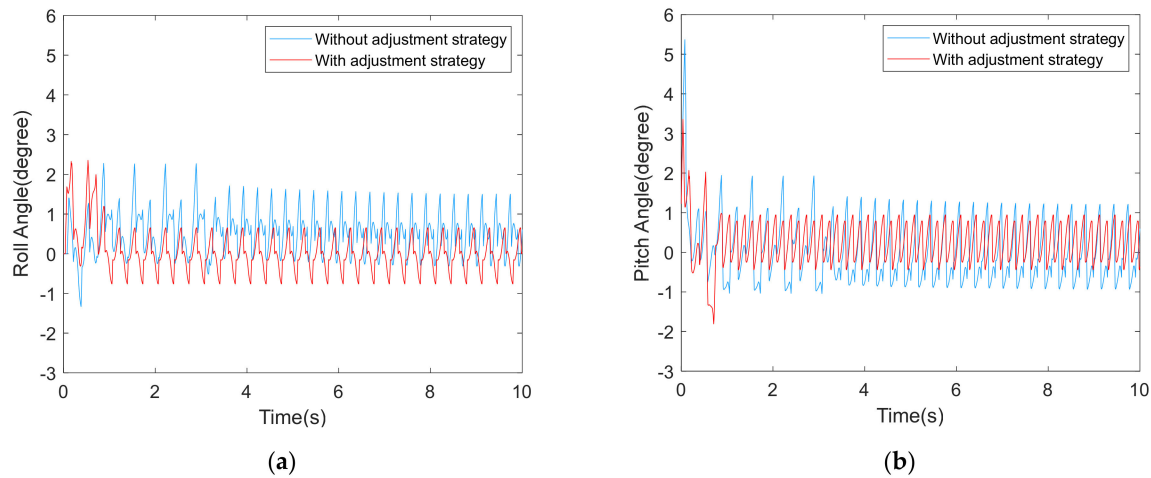 6
5
4
3
2
1
0
-1
-2
-3
Roll Angle(degree)
Without adjustment strategy
With adjustment strategy
0 2 4 6 8 10
Time(s)
(a)
6
5
4
3
2
1
0
1
2
-3
Pitch Angle(degree)
Without adjustment strategy
With adjustment strategy
0 2 4 6 8 10
Time(s)
(b)